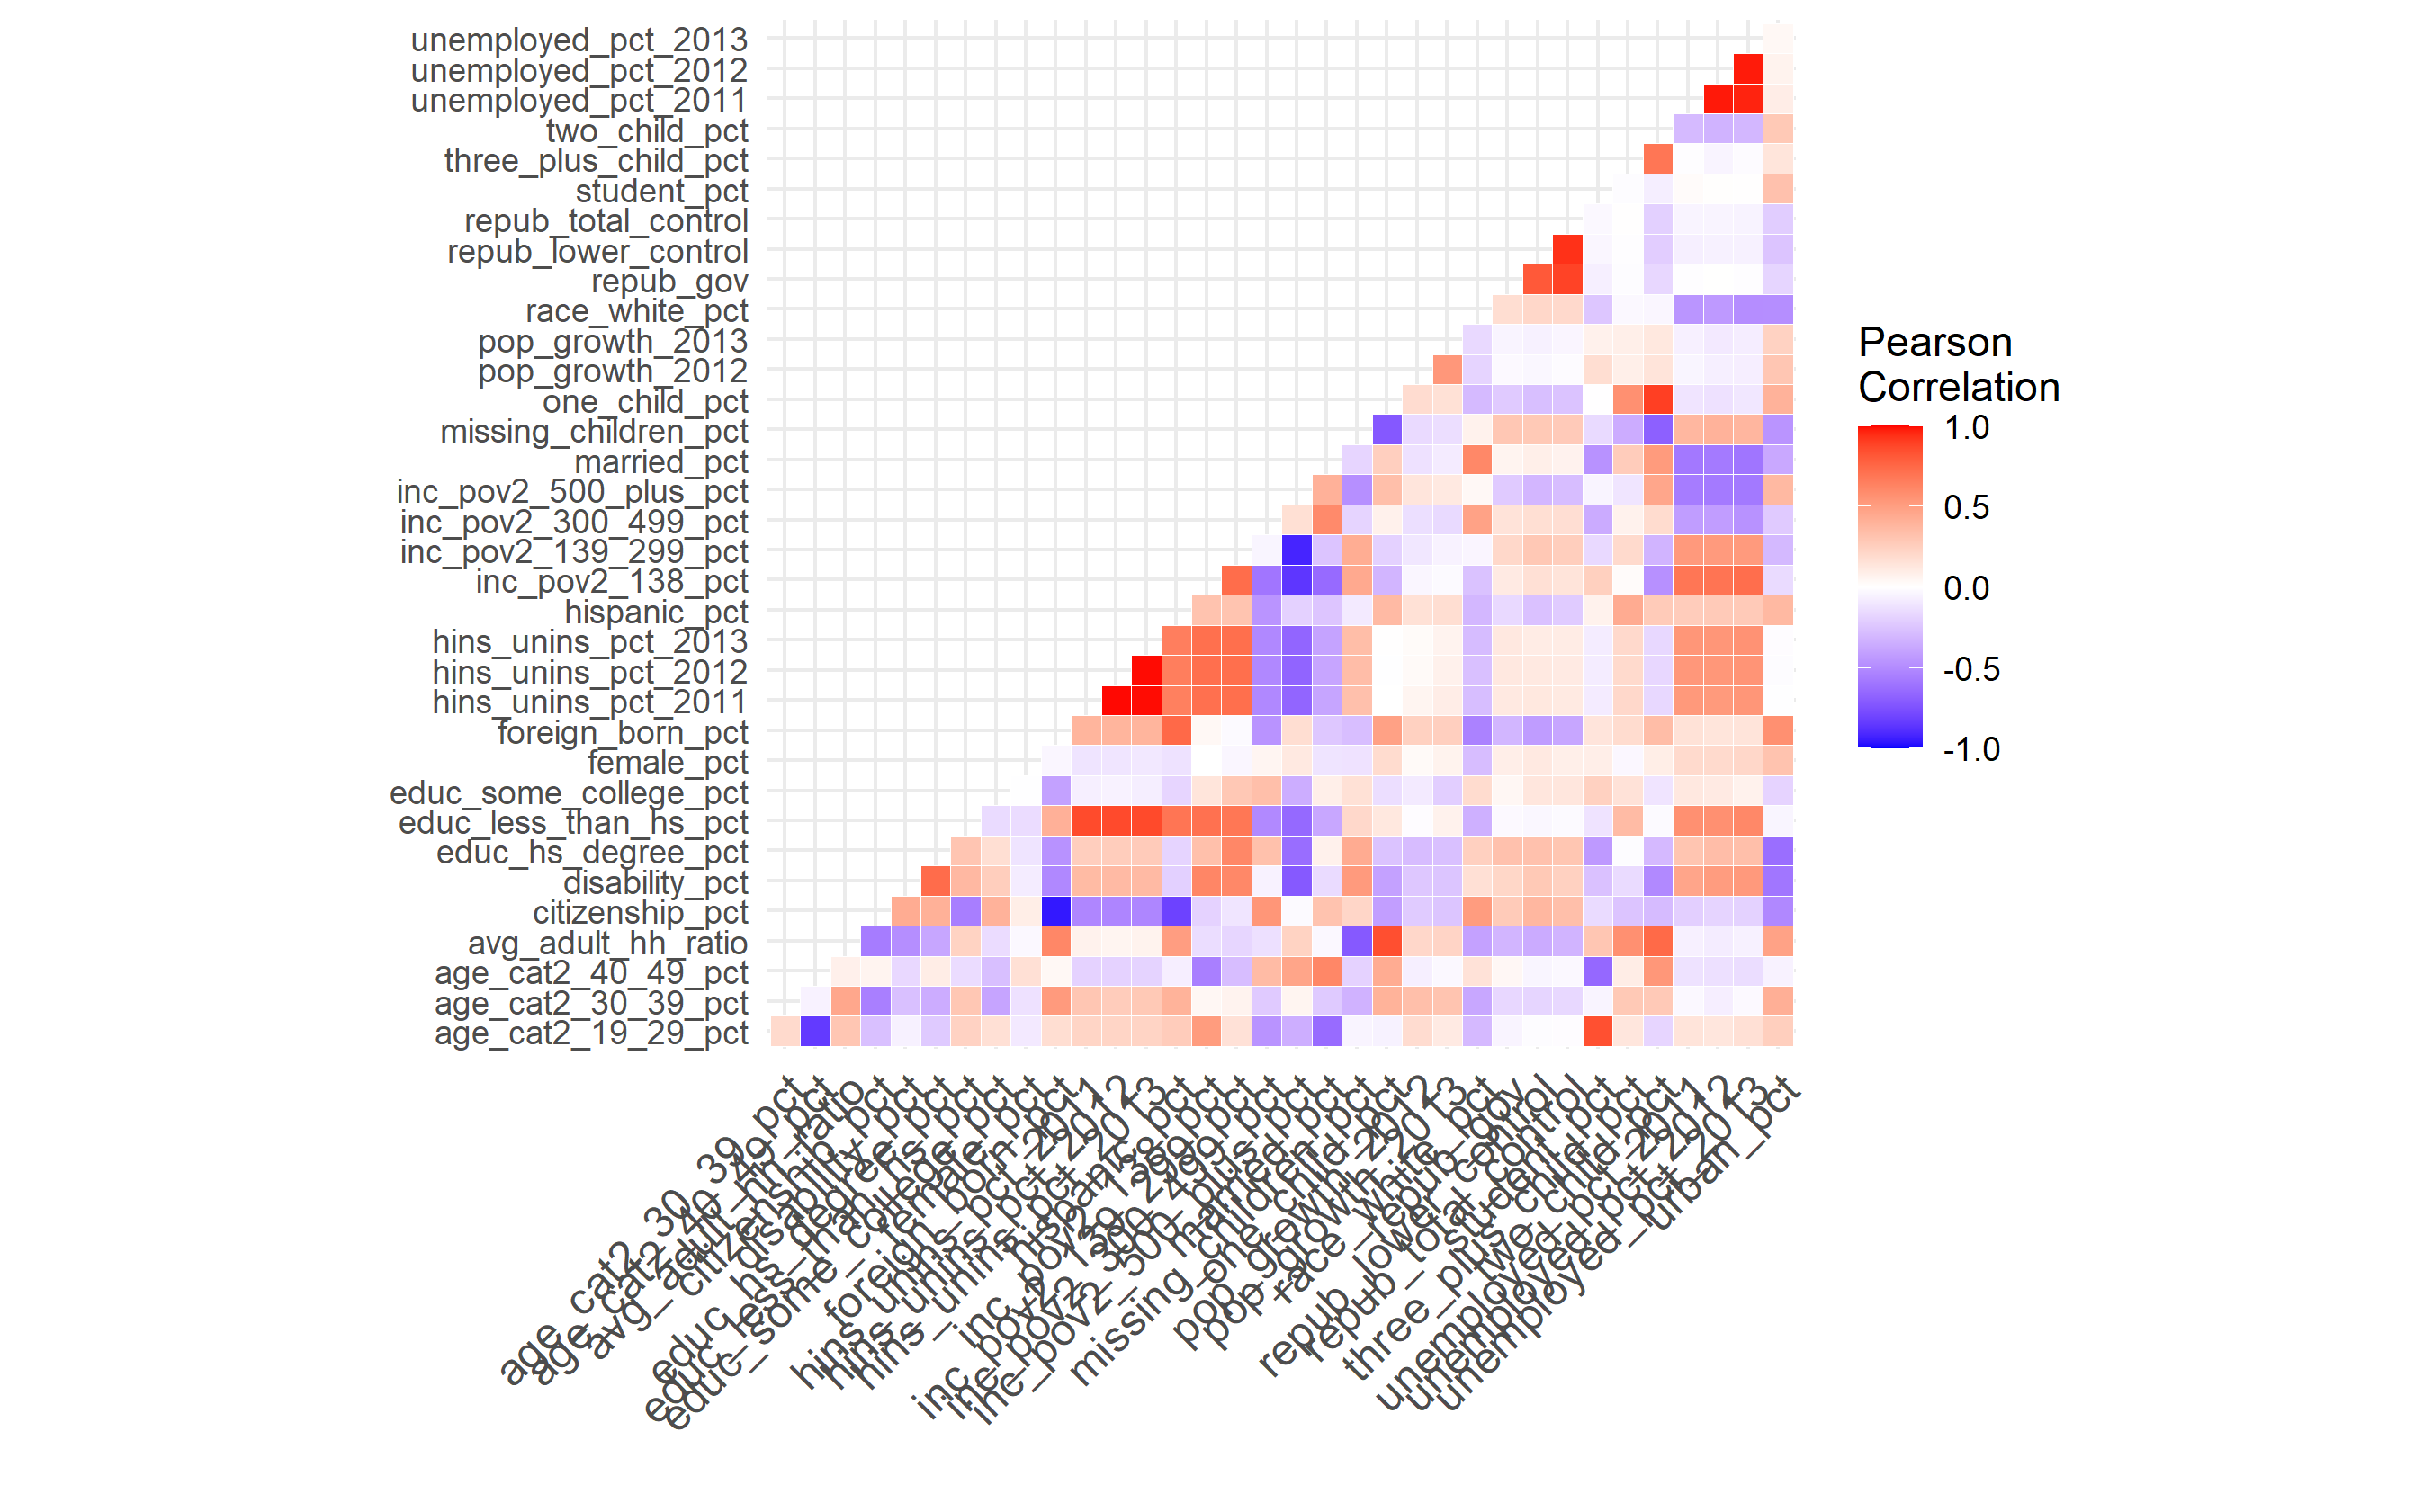 unemployed_pct_2013
unemployed_pct_2012
unemployed_pct_2011
two_child_pct
three_plus_child_pct
student_pct
repub_total_control
repub_lower_control
repub_gov
race_white_pct
pop_growth_2013
pop_growth_2012
one_child_pct
missing_children_pct
married_pct
inc_pov2_500_plus_pct
inc_pov2_300_499_pct
inc_pov2_139_299_pct
inc_pov2_138_pct
hispanic_pct
hins_unins_pct_2013
hins_unins_pct_2012
hins_unins_pct_2011
foreign_born_pct
female_pct
educ_some_college_pct
educ_less_than_hs_pct
educ_hs_degree_pct
disability_pct
citizenship_pct
avg_adult_hh_ratio
age_cat2_40_49_pct
age_cat2_30_39_pct
age_cat2_19_29_pct
age_cat2_30_39_pct
age_cat2_40_49_pct
avg_adult_hh_ratio
citizenship_pct
disability_pct
educ_hs_degree_pct
educ_less_than_hs_pct
educ_some_college_pct
female_pct
foreign_born_pct
hins_unins_pct_2011
hins_unins_pct_2012
hins_unins_pct_2013
hispanic_pct
inc_pov2_138_pct
inc_pov2_139_299_pct
inc_pov2_300_499_pct
inc_pov2_500_plus_pct
married_pct
missing_children_pct
one_child_pct
pop_growth_2012
pop_growth_2013
race_white_pct
repub_gov
repub_lower_control
repub_total_control
student_pct
three_plus_child_pct
two_child_pct
unemployed_pct_2011
unemployed_pct_2012
unemployed_pct_2013
urban_pct
Pearson
Correlation
1.0
0.5
0.0
-0.5
-1.0